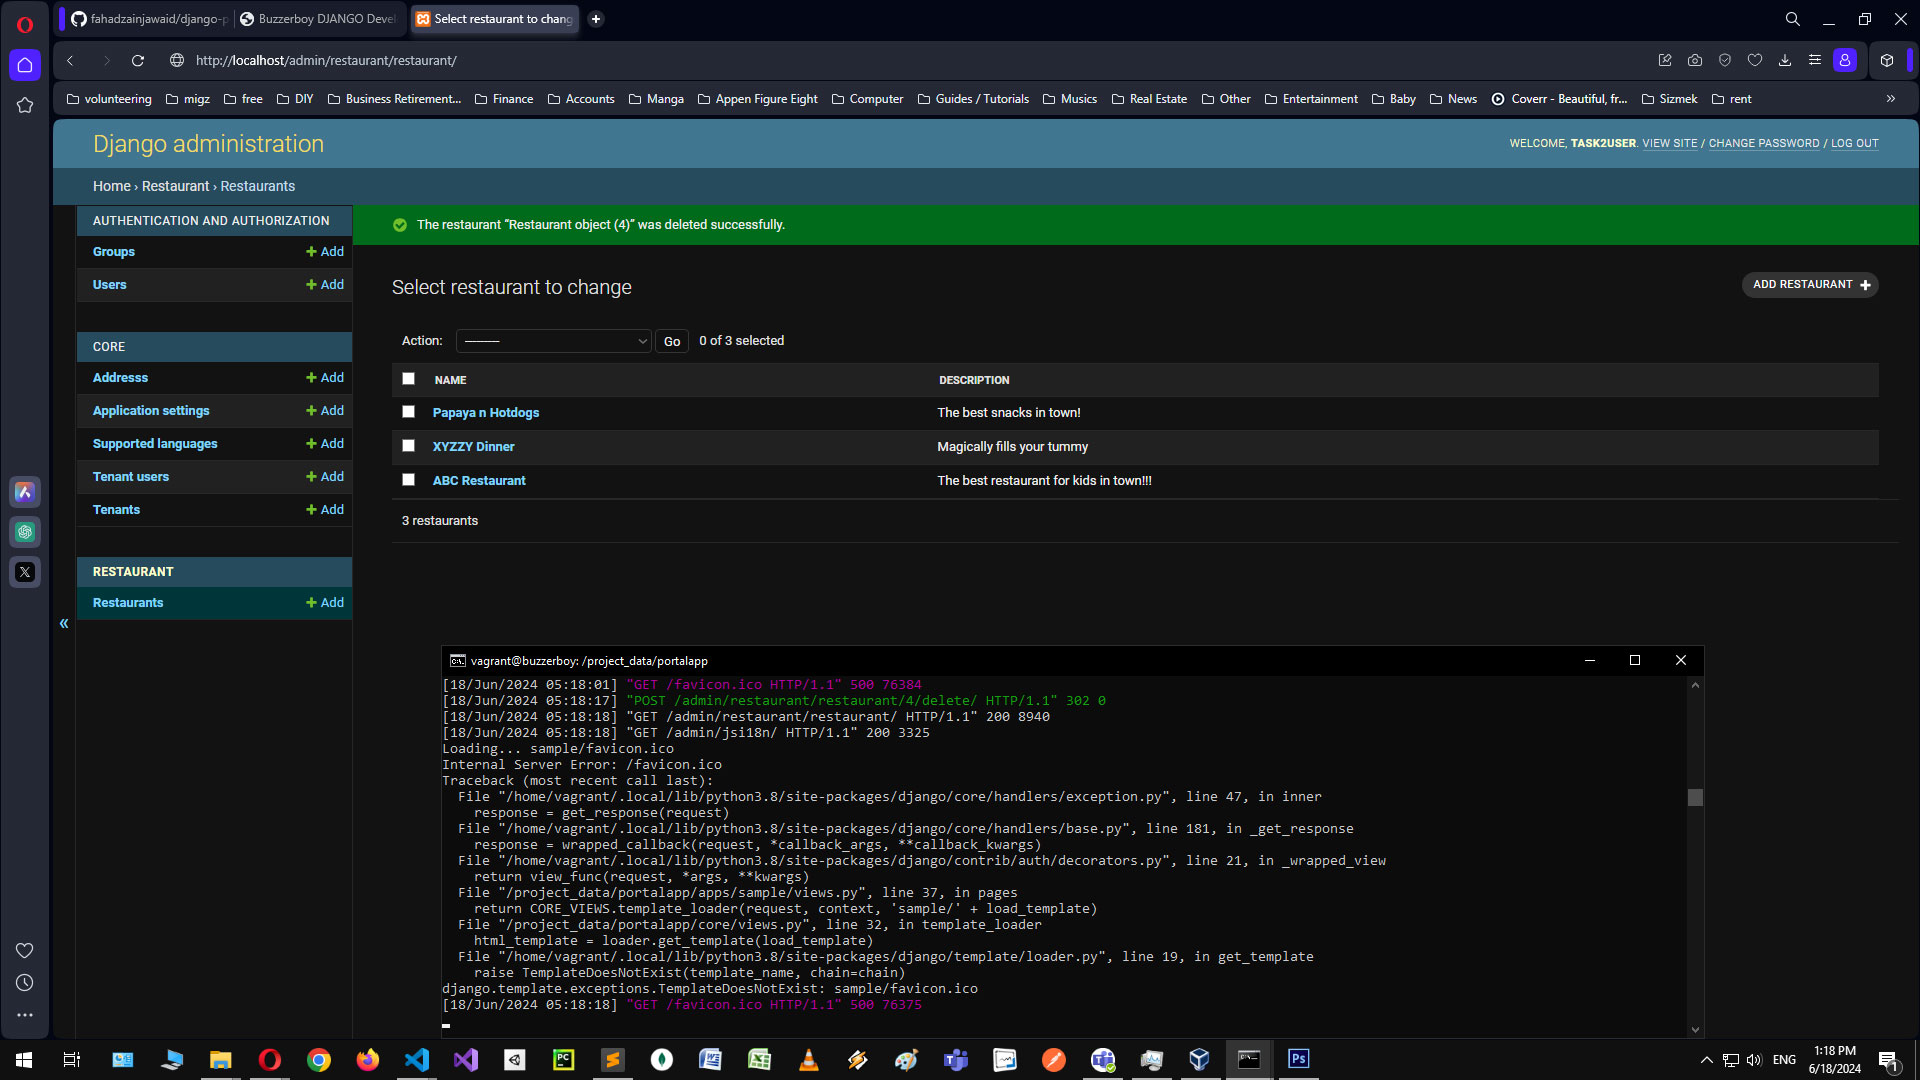 fahadzainjawaid/django-p
Buzzerboy DJANGO Deve
Select restaurant to chang
http://localhost/admin/restaurant/restaurant/
volunteering
migz
free
DIY
Business Retirement...
Finance
Accounts
Manga
Appen Figure Eight
Computer
Guides / Tutorials
Musics
Real Estate
Other
Entertainment
Baby
News
Coverr - Beautiful, fr...
Sizmek
rent
»
Django administration
WELCOME, TASK2USER. VIEW SITE / CHANGE PASSWORD / LOG OUT
Home › Restaurant › Restaurants
AUTHENTICATION AND AUTHORIZATION
Groups + Add
Users + Add
CORE
Addresss + Add
Application settings + Add
Supported languages + Add
Tenant users + Add
Tenants + Add
RESTAURANT
Restaurants + Add
«
The restaurant “Restaurant object (4)” was deleted successfully.
Select restaurant to change
ADD RESTAURANT +
Action: --------- Go 0 of 3 selected
NAME DESCRIPTION
Papaya n Hotdogs The best snacks in town!
XYZZY Dinner Magically fills your tummy
ABC Restaurant The best restaurant for kids in town!!!
3 restaurants
vagrant@buzzerboy: /project_data/portalapp
[18/Jun/2024 05:18:01] "GET /favicon.ico HTTP/1.1" 500 76384
[18/Jun/2024 05:18:17] "POST /admin/restaurant/restaurant/4/delete/ HTTP/1.1" 302 0
[18/Jun/2024 05:18:18] "GET /admin/restaurant/restaurant/ HTTP/1.1" 200 8940
[18/Jun/2024 05:18:18] "GET /admin/jsi18n/ HTTP/1.1" 200 3325
Loading... sample/favicon.ico
Internal Server Error: /favicon.ico
Traceback (most recent call last):
File "/home/vagrant/.local/lib/python3.8/site-packages/django/core/handlers/exception.py", line 47, in inner
response = get_response(request)
File "/home/vagrant/.local/lib/python3.8/site-packages/django/core/handlers/base.py", line 181, in _get_response
response = wrapped_callback(request, *callback_args, **callback_kwargs)
File "/home/vagrant/.local/lib/python3.8/site-packages/django/contrib/auth/decorators.py", line 21, in _wrapped_view
return view_func(request, *args, **kwargs)
File "/project_data/portalapp/apps/sample/views.py", line 37, in pages
return CORE_VIEWS.template_loader(request, context, 'sample/' + load_template)
File "/project_data/portalapp/core/views.py", line 32, in template_loader
html_template = loader.get_template(load_template)
File "/home/vagrant/.local/lib/python3.8/site-packages/django/template/loader.py", line 19, in get_template
raise TemplateDoesNotExist(template_name, chain=chain)
django.template.exceptions.TemplateDoesNotExist: sample/favicon.ico
[18/Jun/2024 05:18:18] "GET /favicon.ico HTTP/1.1" 500 76375
ENG
1:18 PM
6/18/2024
1